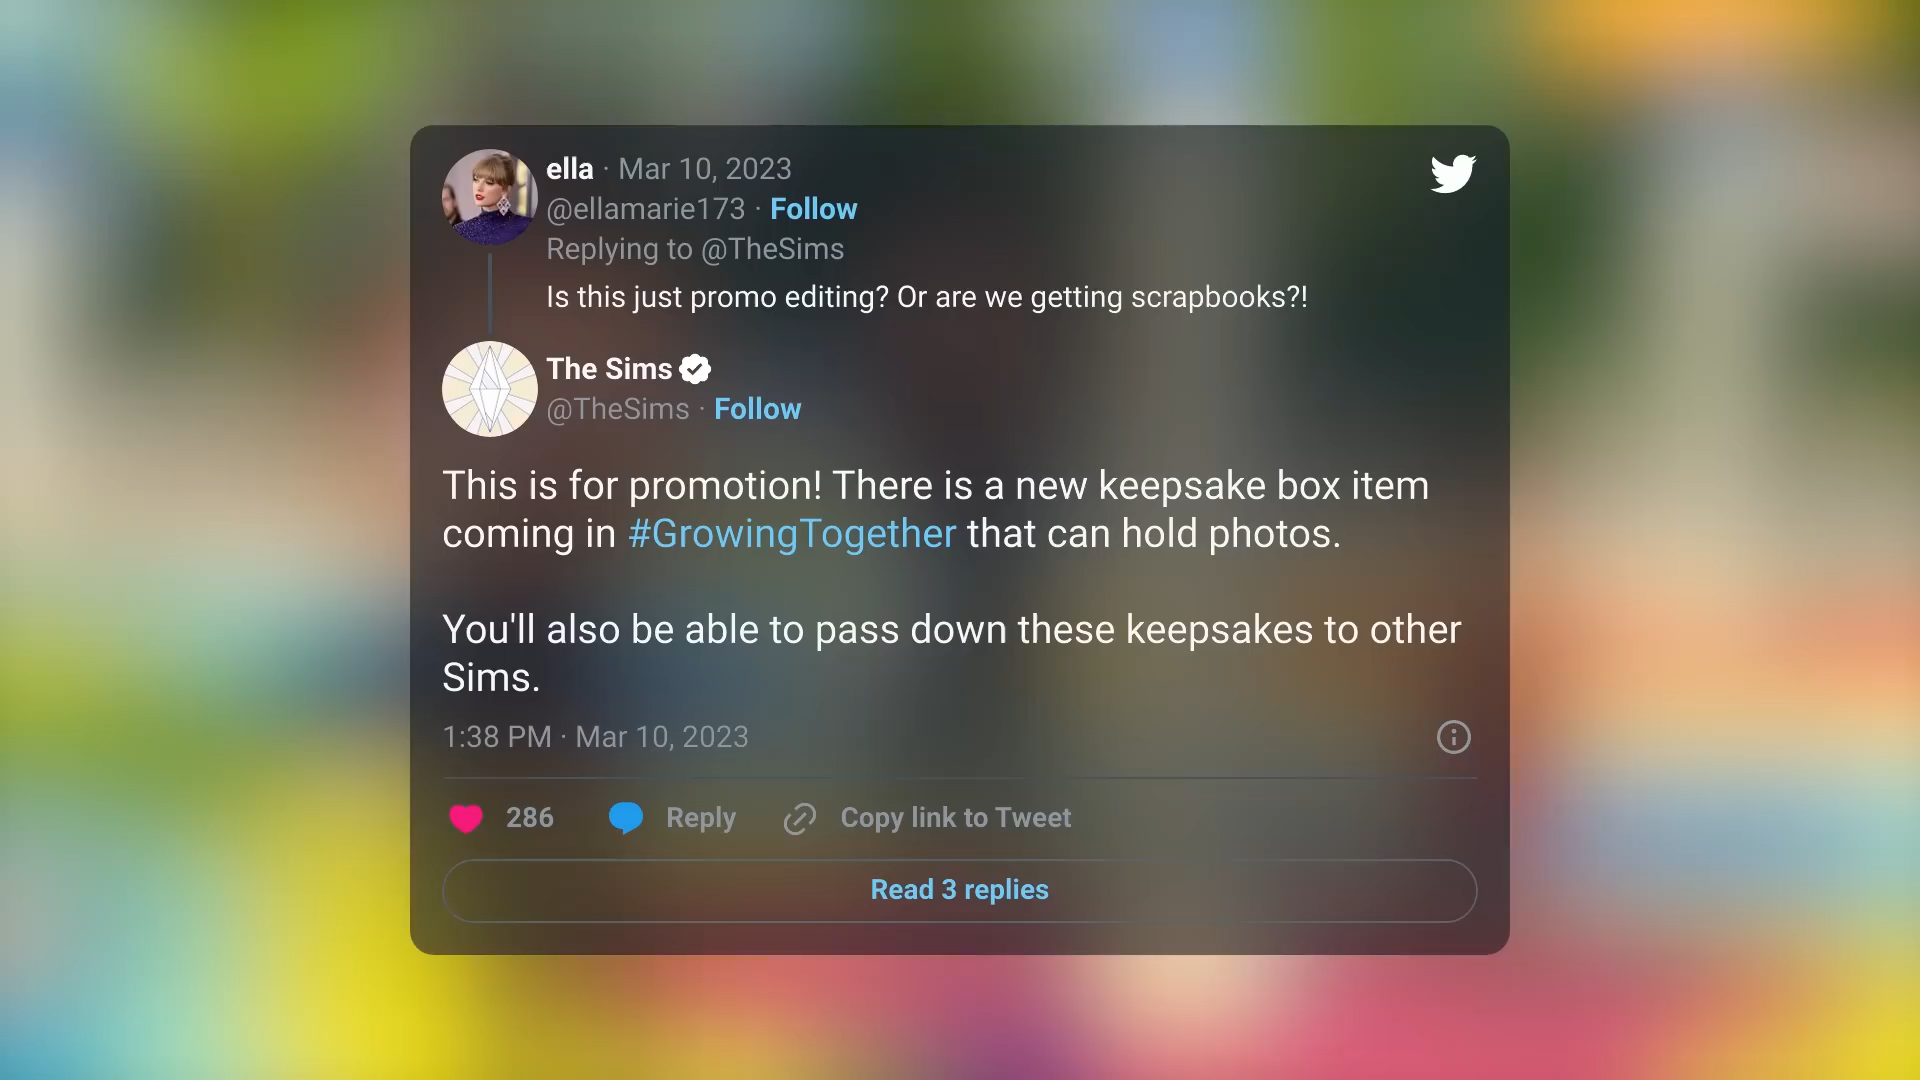 ella · Mar 10, 2023
@ellamarie173 · Follow
Replying to @TheSims
Is this just promo editing? Or are we getting scrapbooks?!
The Sims
@TheSims · Follow
This is for promotion! There is a new keepsake box item
coming in #GrowingTogether that can hold photos.
You'll also be able to pass down these keepsakes to other
Sims.
1:38 PM · Mar 10, 2023
286 Reply Copy link to Tweet
Read 3 replies